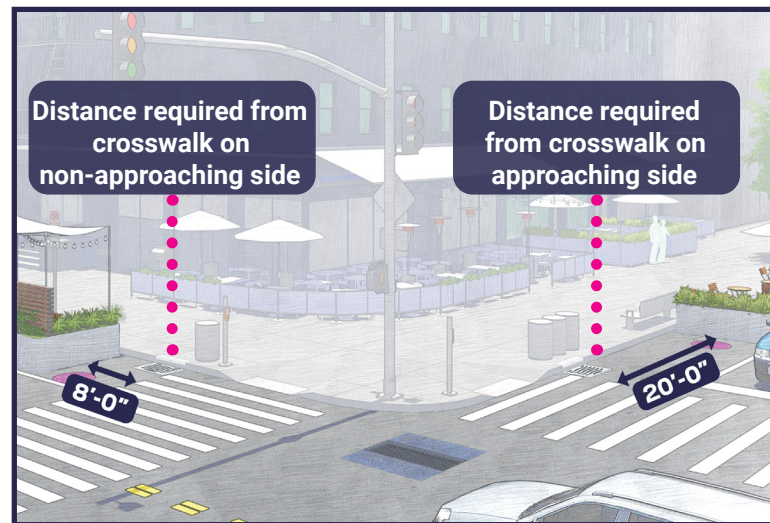 Distance required from
crosswalk on
non-approaching side
Distance required
from crosswalk on
approaching side
8'-0"
20'-0"